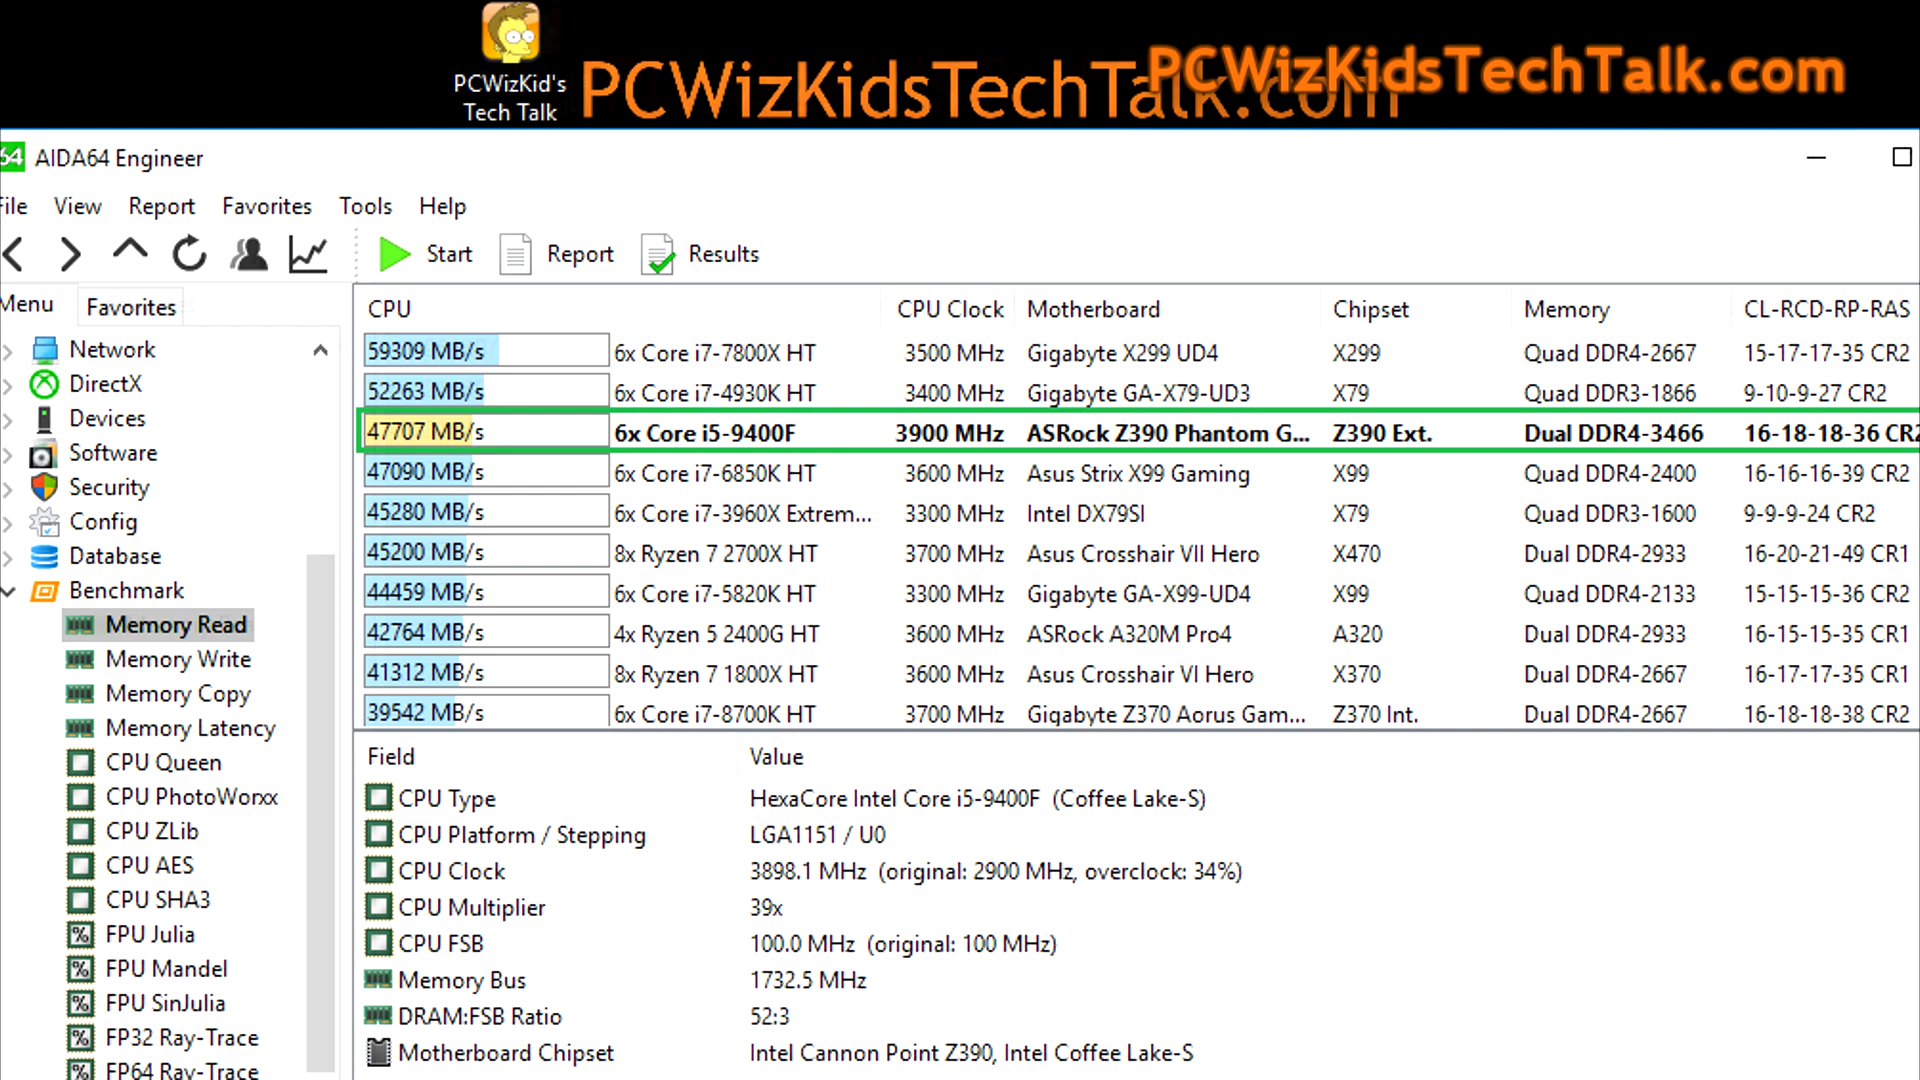 PCWizKid's
Tech Talk
PCWizKidsTechTalk.com
PCWizKidsTechTalk.com
64 AIDA64 Engineer
File View Report Favorites Tools Help
Start Report Results
Menu Favorites
Network
DirectX
Devices
Software
Security
Config
Database
Benchmark
Memory Read
Memory Write
Memory Copy
Memory Latency
CPU Queen
CPU PhotoWorxx
CPU ZLib
CPU AES
CPU SHA3
FPU Julia
FPU Mandel
FPU SinJulia
FP32 Ray-Trace
FP64 Ray-Trace
CPU CPU Clock Motherboard Chipset Memory CL-RCD-RP-RAS
59309 MB/s 6x Core i7-7800X HT 3500 MHz Gigabyte X299 UD4 X299 Quad DDR4-2667 15-17-17-35 CR2
52263 MB/s 6x Core i7-4930K HT 3400 MHz Gigabyte GA-X79-UD3 X79 Quad DDR3-1866 9-10-9-27 CR2
47707 MB/s 6x Core i5-9400F 3900 MHz ASRock Z390 Phantom G... Z390 Ext. Dual DDR4-3466 16-18-18-36 CR2
47090 MB/s 6x Core i7-6850K HT 3600 MHz Asus Strix X99 Gaming X99 Quad DDR4-2400 16-16-16-39 CR2
45280 MB/s 6x Core i7-3960X Extrem... 3300 MHz Intel DX79SI X79 Quad DDR3-1600 9-9-9-24 CR2
45200 MB/s 8x Ryzen 7 2700X HT 3700 MHz Asus Crosshair VII Hero X470 Dual DDR4-2933 16-20-21-49 CR1
44459 MB/s 6x Core i7-5820K HT 3300 MHz Gigabyte GA-X99-UD4 X99 Quad DDR4-2133 15-15-15-36 CR2
42764 MB/s 4x Ryzen 5 2400G HT 3600 MHz ASRock A320M Pro4 A320 Dual DDR4-2933 16-15-15-35 CR1
41312 MB/s 8x Ryzen 7 1800X HT 3600 MHz Asus Crosshair VI Hero X370 Dual DDR4-2667 16-17-17-35 CR1
39542 MB/s 6x Core i7-8700K HT 3700 MHz Gigabyte Z370 Aorus Gam... Z370 Int. Dual DDR4-2667 16-18-18-38 CR2
Field Value
CPU Type HexaCore Intel Core i5-9400F (Coffee Lake-S)
CPU Platform / Stepping LGA1151 / U0
CPU Clock 3898.1 MHz (original: 2900 MHz, overclock: 34%)
CPU Multiplier 39x
CPU FSB 100.0 MHz (original: 100 MHz)
Memory Bus 1732.5 MHz
DRAM:FSB Ratio 52:3
Motherboard Chipset Intel Cannon Point Z390, Intel Coffee Lake-S